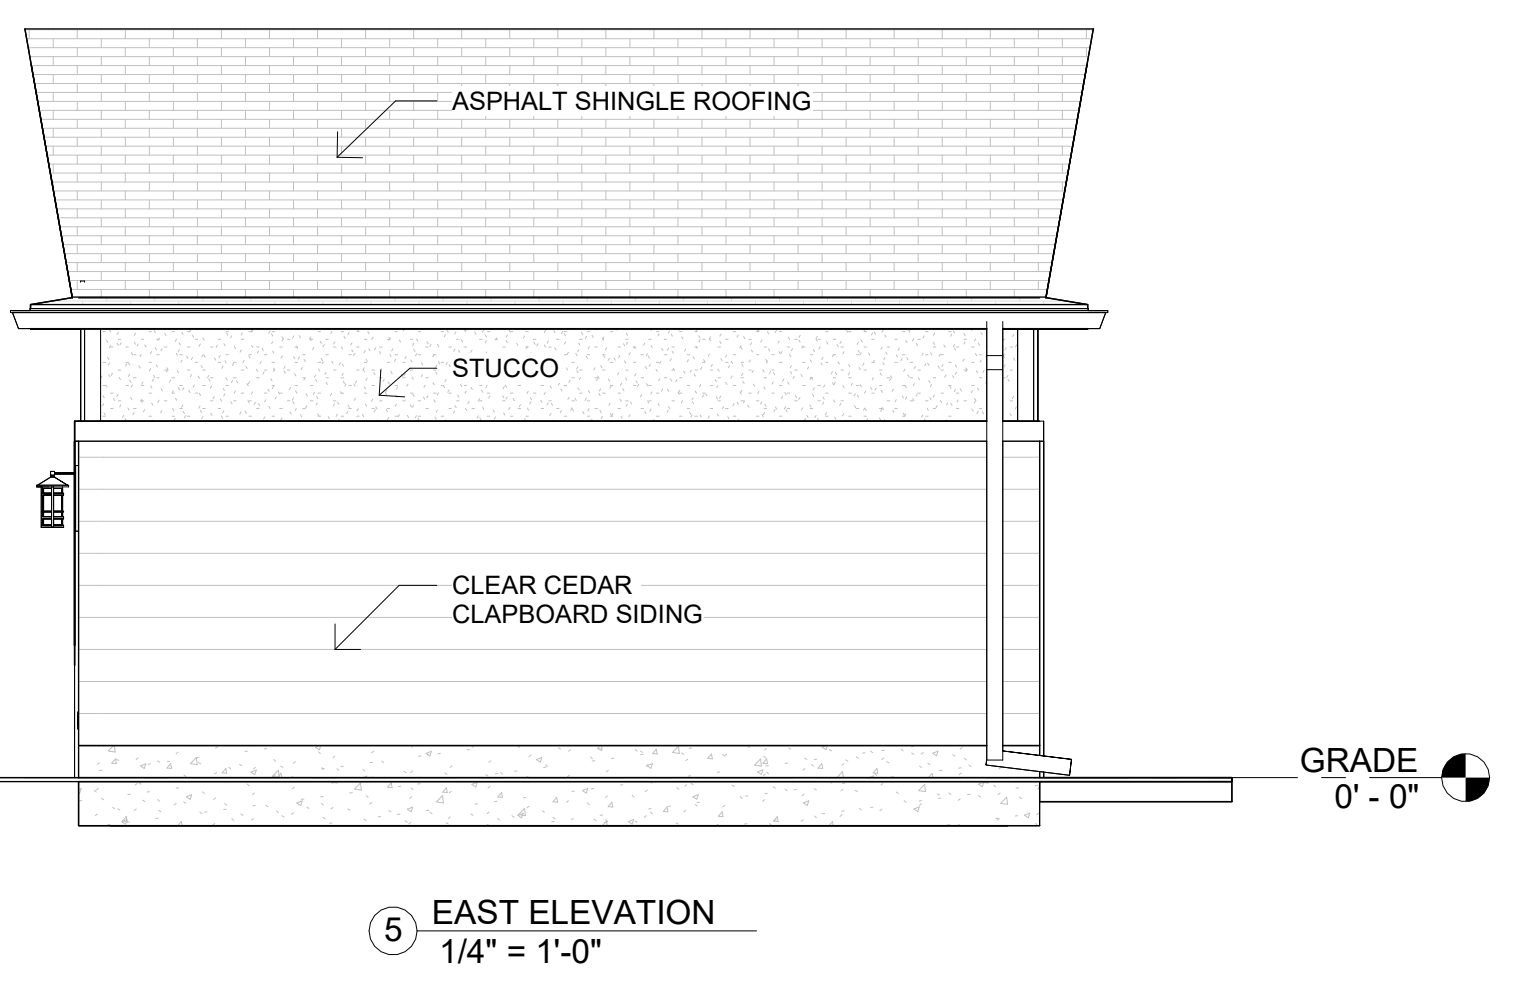 ASPHALT SHINGLE ROOFING
STUCCO
CLEAR CEDAR
CLAPBOARD SIDING
GRADE
0' - 0"
5
EAST ELEVATION
1/4" = 1'-0"